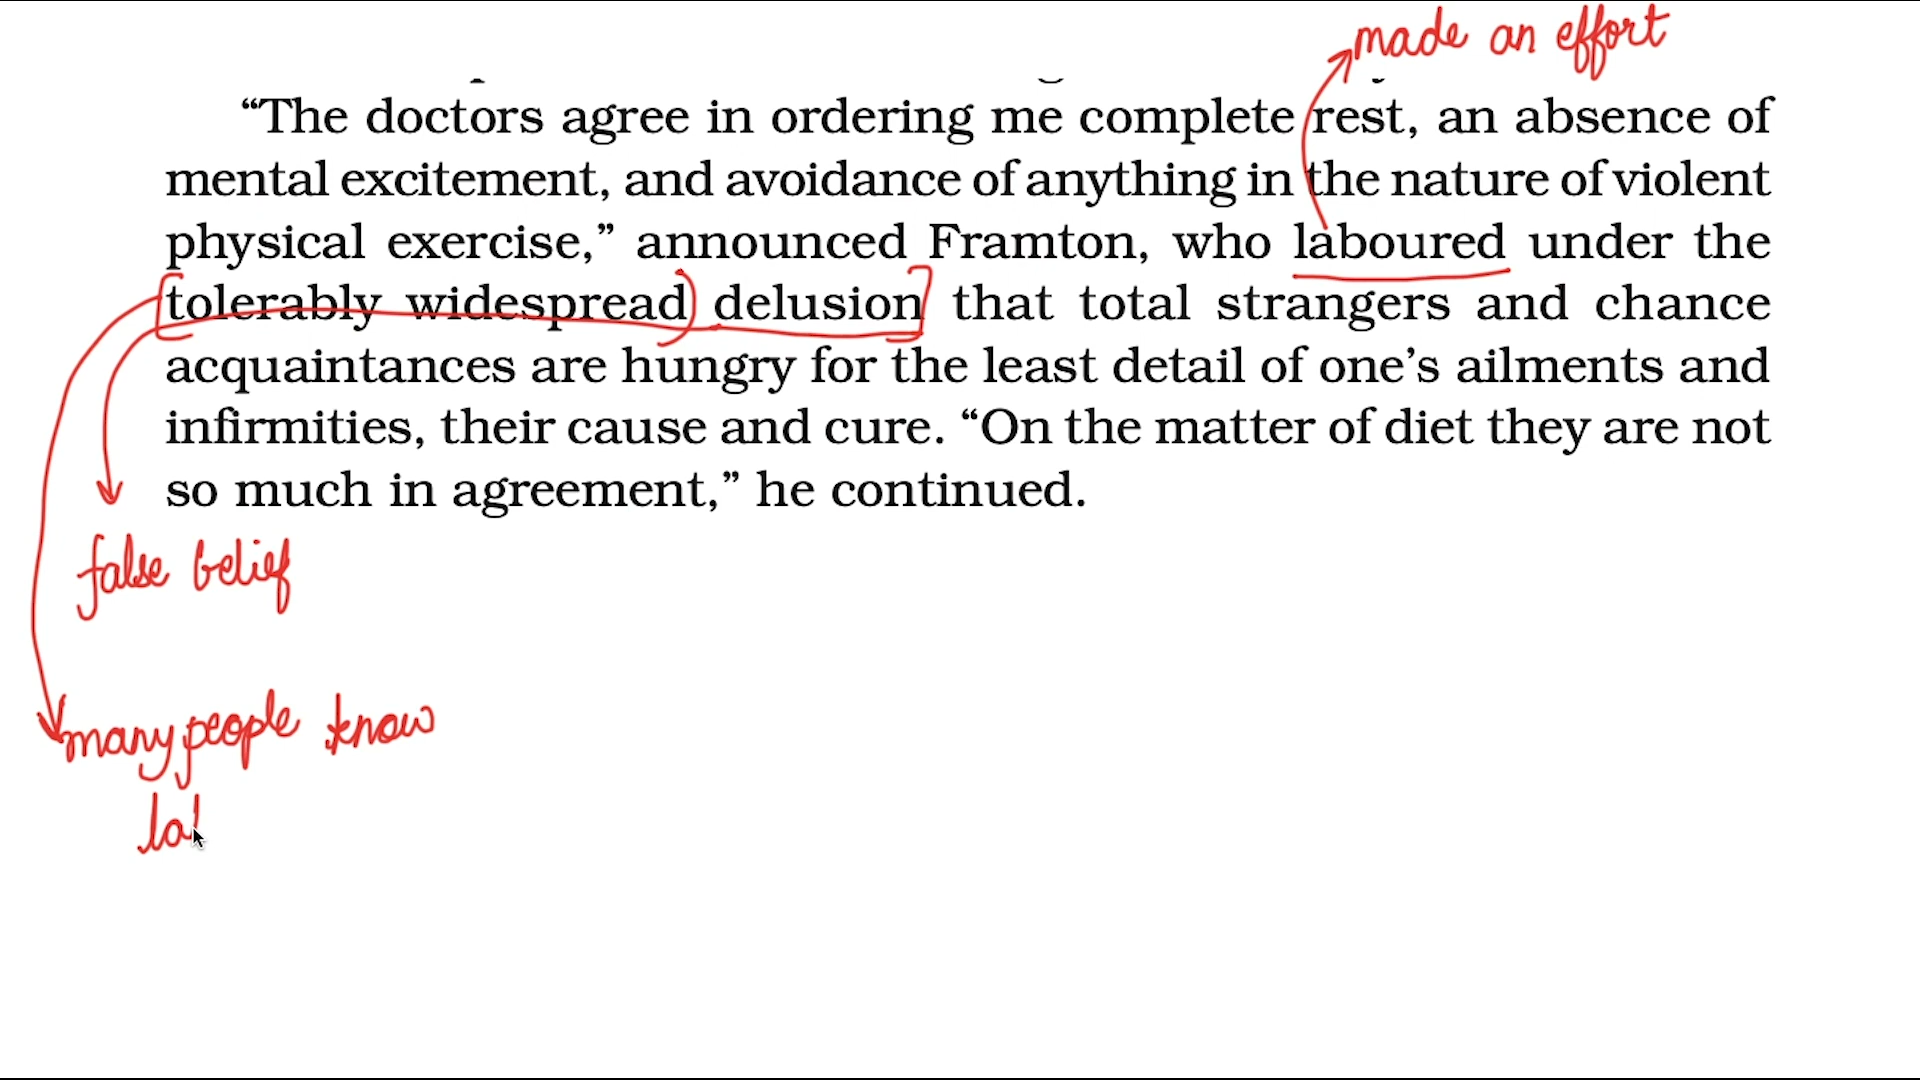 made an effort
“The doctors agree in ordering me complete rest, an absence of
mental excitement, and avoidance of anything in the nature of violent
physical exercise,” announced Framton, who laboured under the
tolerably widespread delusion that total strangers and chance
acquaintances are hungry for the least detail of one’s ailments and
infirmities, their cause and cure. “On the matter of diet they are not
so much in agreement,” he continued.
false belief
many people know